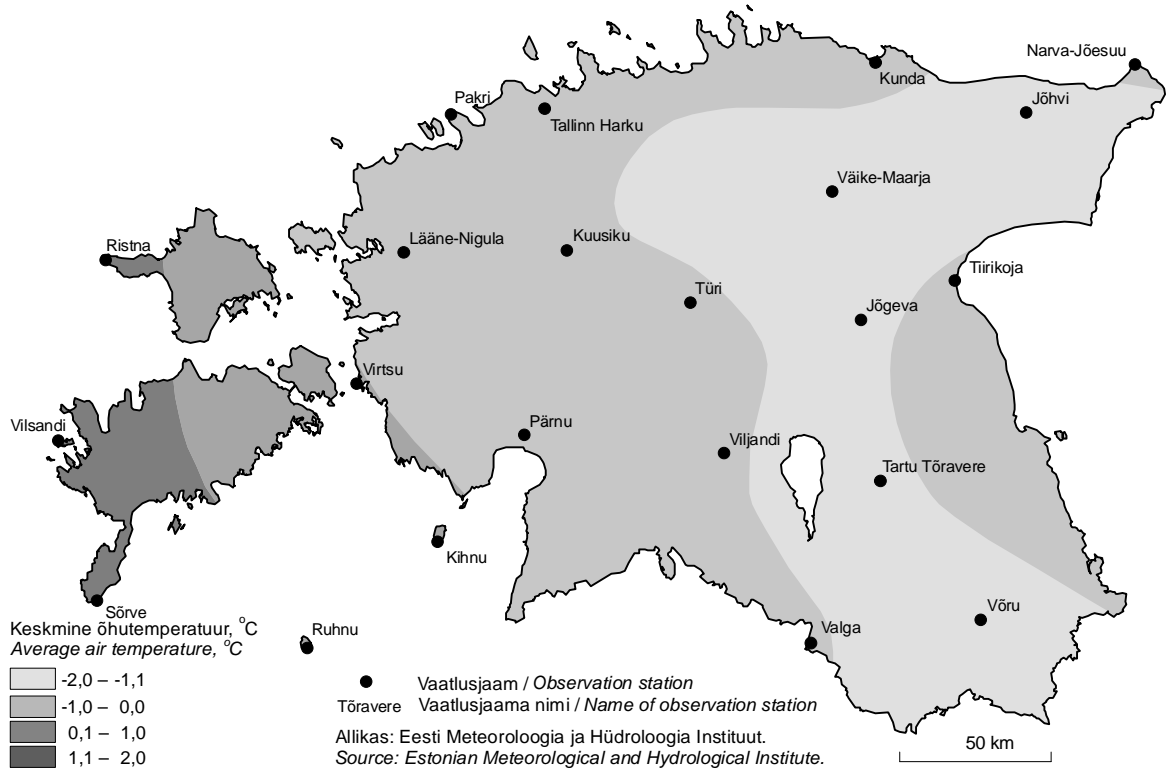 Narva-Jõesuu
Kunda
Pakri
Jõhvi
Tallinn Harku
Väike-Maarja
Ristna
Lääne-Nigula
Kuusiku
Tiirikoja
Türi
Jõgeva
Virtsu
Vilsandi
Pärnu
Viljandi
Tartu Tõravere
Kihnu
Sõrve
Võru
Ruhnu
Valga
Keskmine õhutemperatuur, °C
Average air temperature, °C
-2,0 – -1,1
-1,0 – 0,0
0,1 – 1,0
1,1 – 2,0
Vaatlusjaam / Observation station
Tõravere Vaatlusjaama nimi / Name of observation station
Allikas: Eesti Meteoroloogia ja Hüdroloogia Instituut.
Source: Estonian Meteorological and Hydrological Institute.
50 km